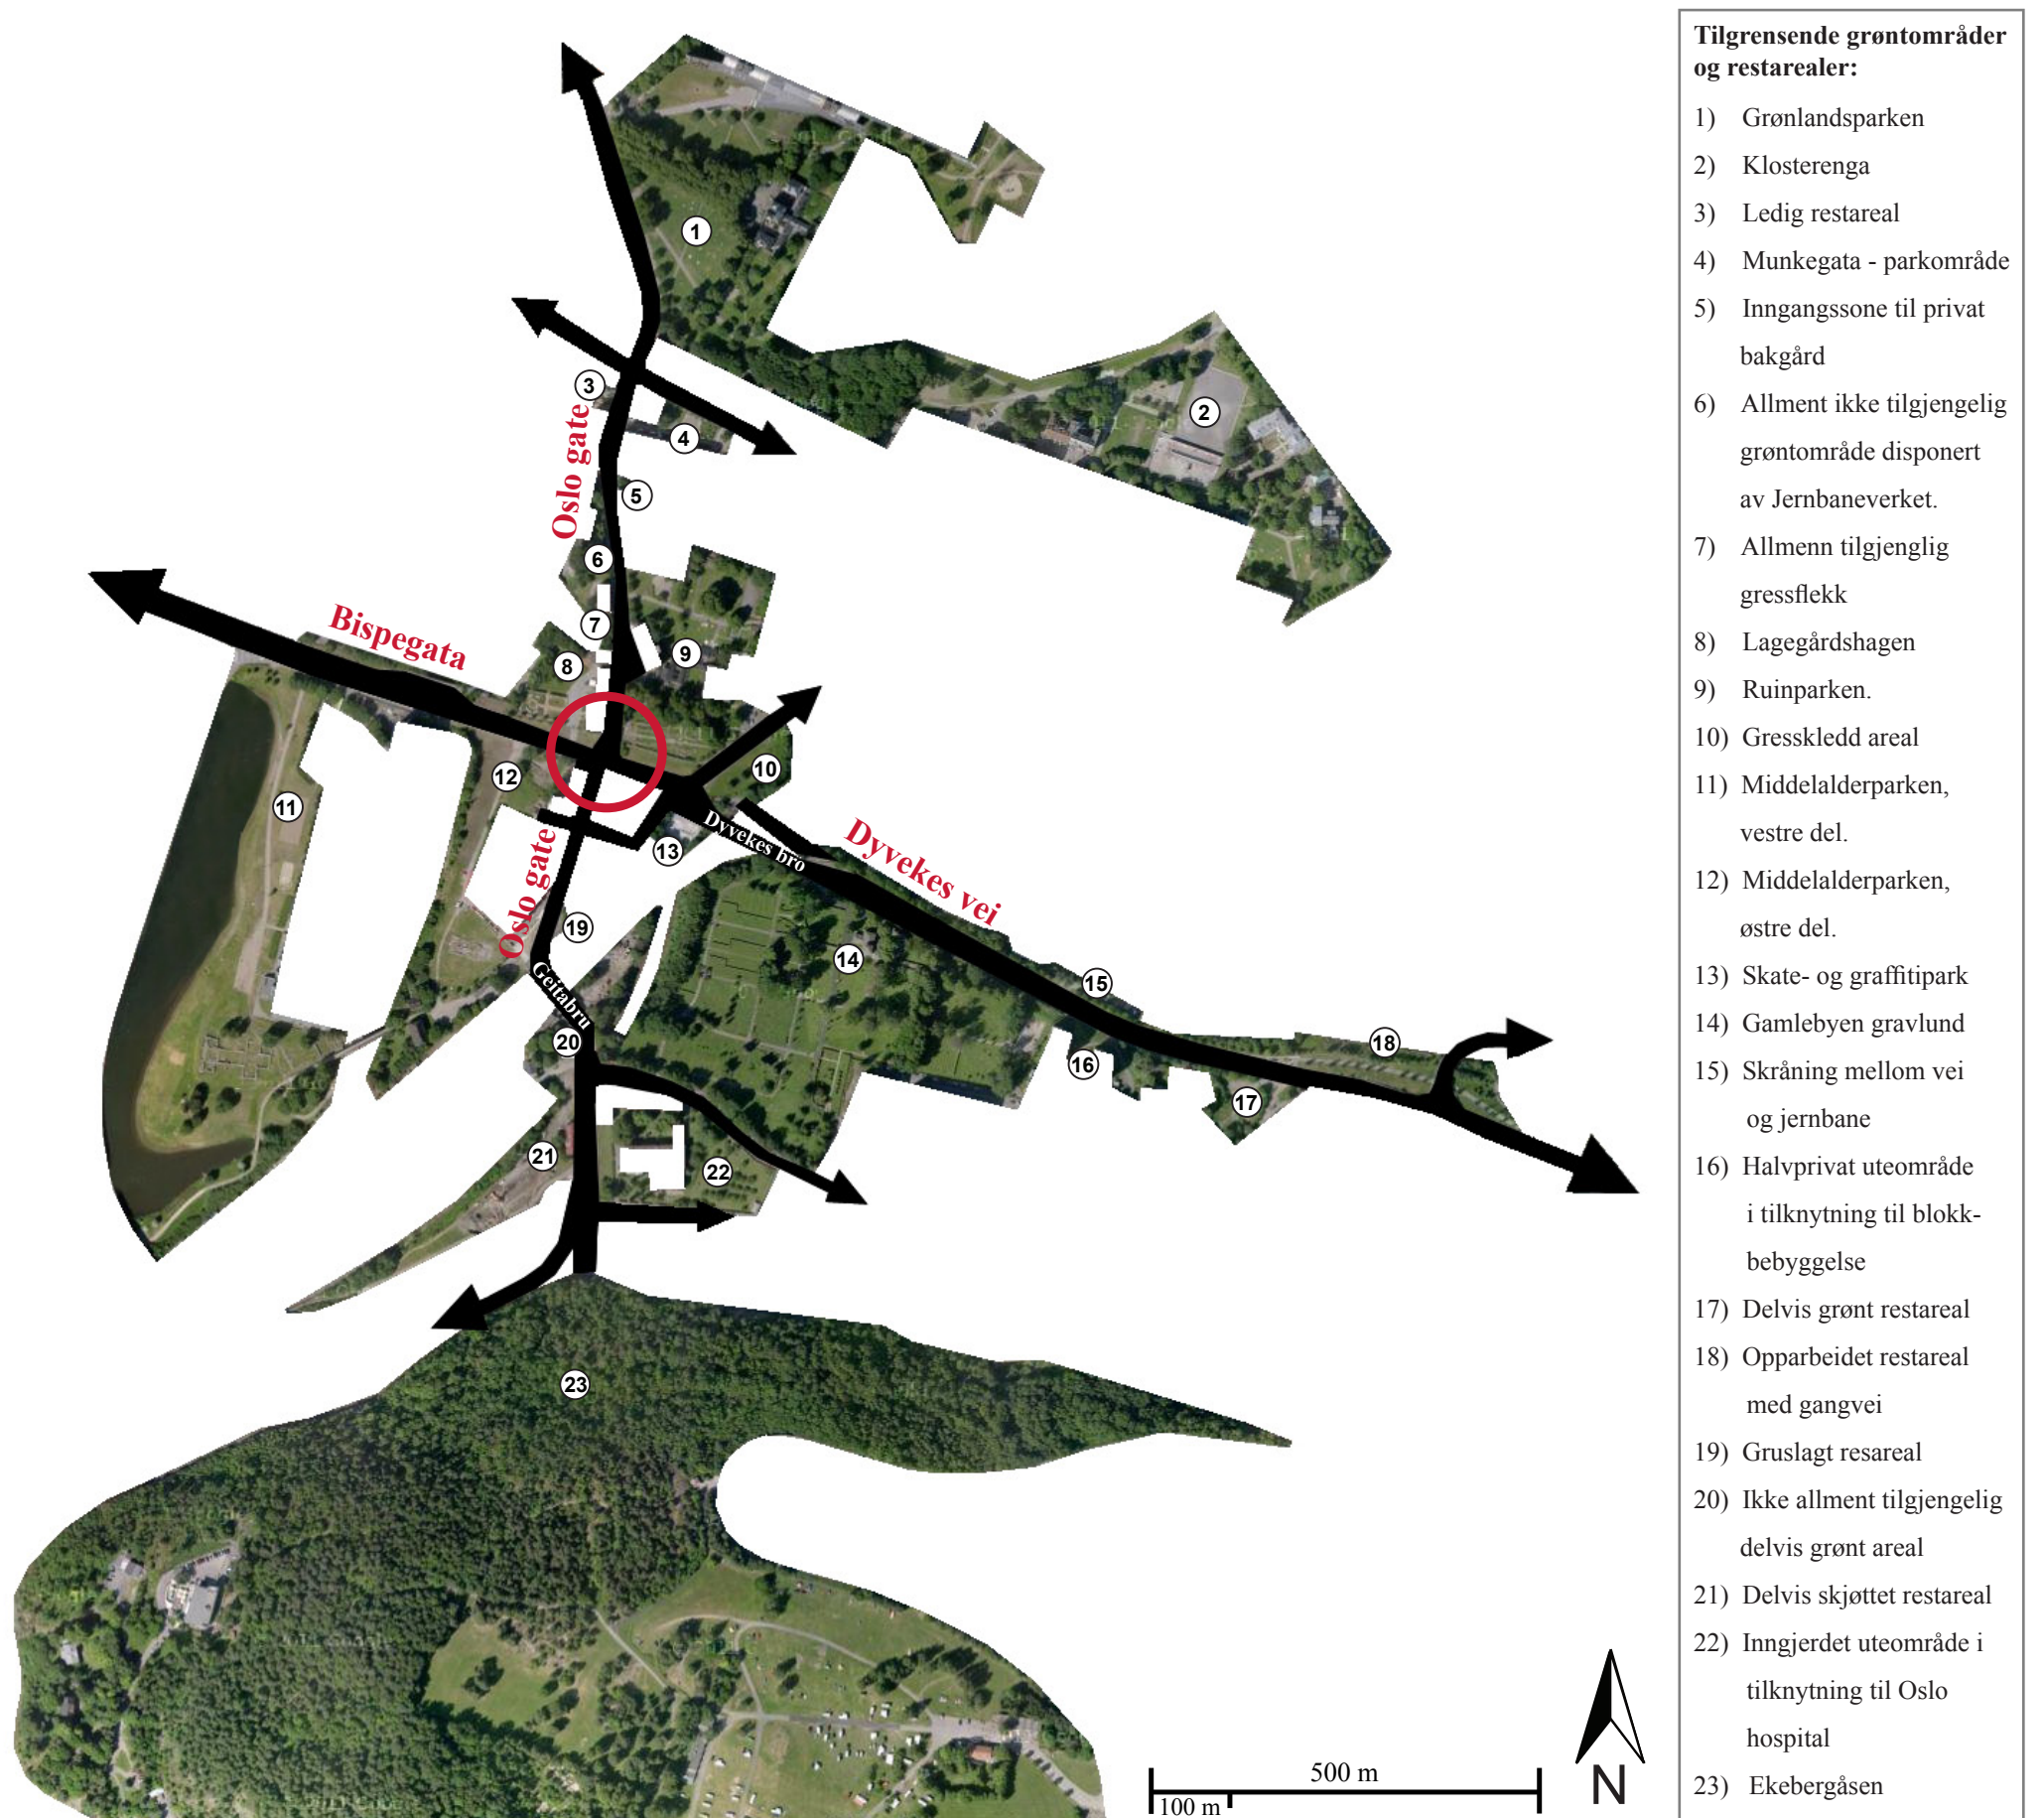 Tilgrensende grøntområder
og restarealer:
1) Grønlandsparken
2) Klosterenga
3) Ledig restareal
4) Munkegata - parkområde
5) Inngangssone til privat
bakgård
6) Allment ikke tilgjengelig
grøntområde disponert
av Jernbaneverket.
7) Allmenn tilgjenglig
gressflekk
8) Lagegårdshagen
9) Ruinparken.
10) Gresskledd areal
11) Middelalderparken,
vestre del.
12) Middelalderparken,
østre del.
13) Skate- og graffitipark
14) Gamlebyen gravlund
15) Skråning mellom vei
og jernbane
16) Halvprivat uteområde
i tilknytning til blokk-
bebyggelse
17) Delvis grønt restareal
18) Opparbeidet restareal
med gangvei
19) Gruslagt resareal
20) Ikke allment tilgjengelig
delvis grønt areal
21) Delvis skjøttet restareal
22) Inngjerdet uteområde i
tilknytning til Oslo
hospital
23) Ekebergåsen
1
2
3
4
Oslo gate
5
6
7
Bispegata
8
9
10
12
11
Dyvekes bro
Dyvekes vei
13
Oslo gate
19
14
Geitabru
15
20
18
16
17
21
22
23
500 m
100 m
N